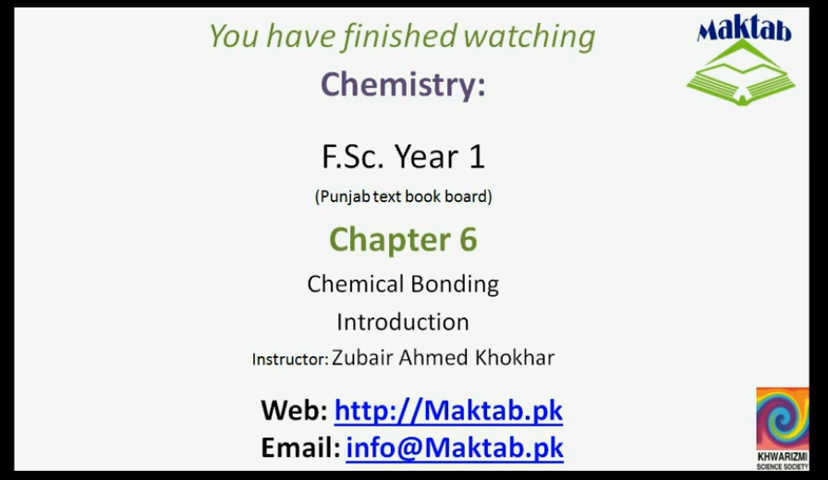 You have finished watching
Maktab
Chemistry:
F.Sc. Year 1
(Punjab text book board)
Chapter 6
Chemical Bonding
Introduction
Instructor: Zubair Ahmed Khokhar
Web: http://Maktab.pk
Email: info@Maktab.pk
KHWARIZMI
SCIENCE SOCIETY